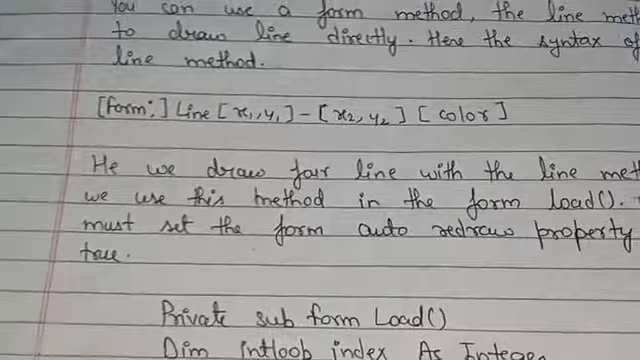 You can use a form method, the line met
to draw line directly. Here the syntax of
line method.
[form:] Line [x1,y1] - [x2, y2] [color]
He we draw four line with the line met
we use this method in the form load().
must set the form auto redraw property
true.
Private sub form Load()
Dim intloob index As Integer